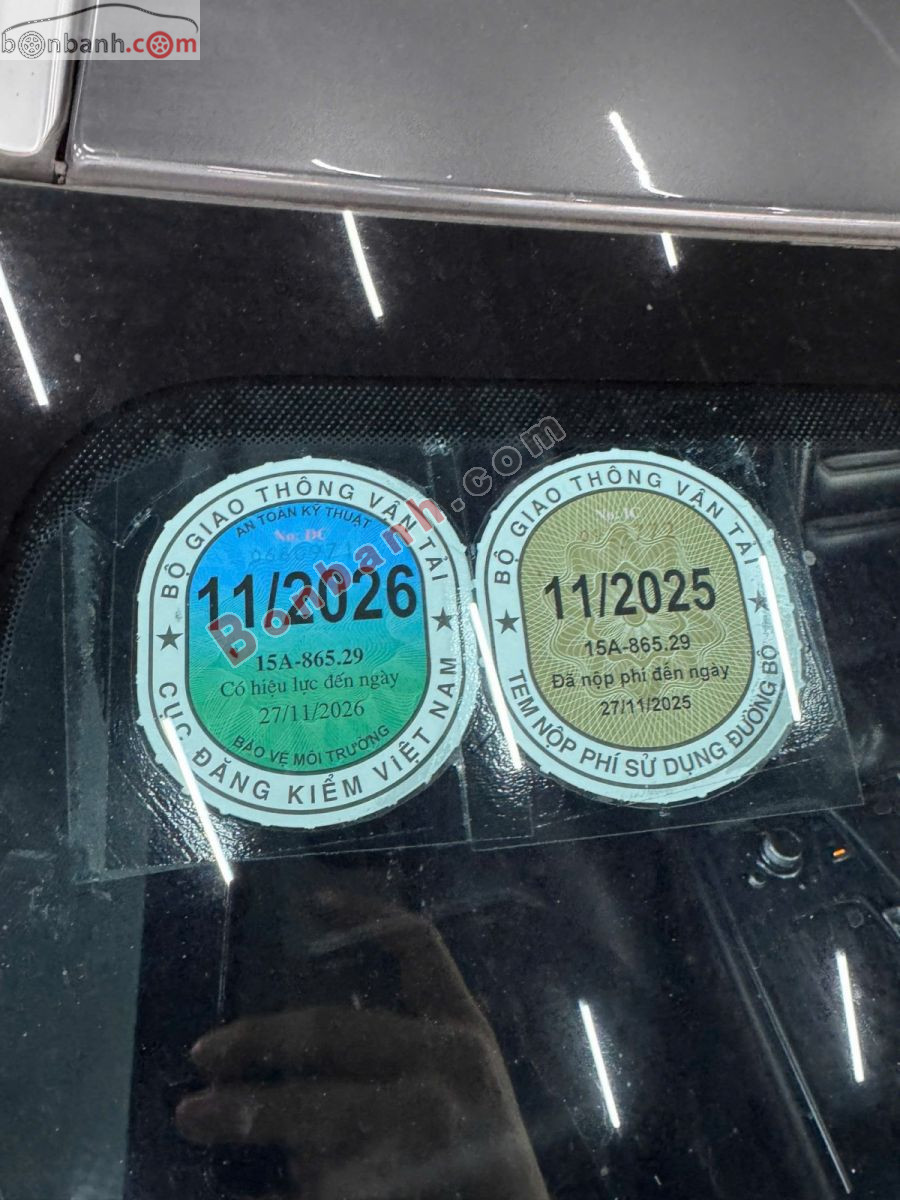 bonbanh.com
BỘ GIAO THÔNG VẬN TẢI
AN TOÀN KỸ THUẬT
No: ĐC
11/2026
15A-865.29
Có hiệu lực đến ngày
27/11/2026
BẢO VỆ MÔI TRƯỜNG
CỤC ĐĂNG KIỂM VIỆT NAM
BỘ GIAO THÔNG VẬN TẢI
11/2025
15A-865.29
Đã nộp phí đến ngày
27/11/2025
TEM NỘP PHÍ SỬ DỤNG ĐƯỜNG BỘ
Bonbanh.com